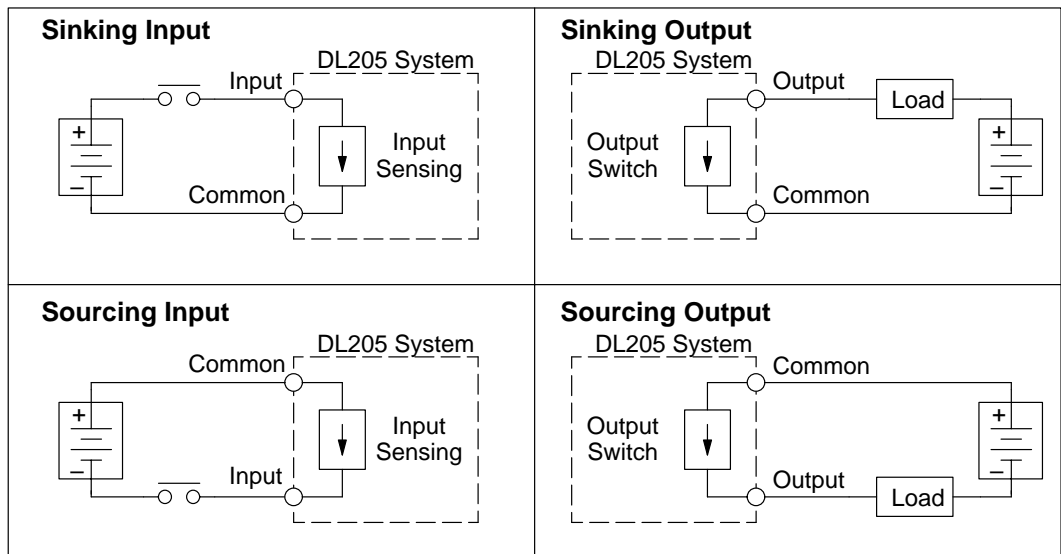 Sinking Input
DL205 System
Input
+
–
Input
Sensing
Common
Sinking Output
DL205 System
Output
Load
Output
Switch
+
–
Common
Sourcing Input
DL205 System
Common
+
–
Input
Sensing
Input
Sourcing Output
DL205 System
Common
Output
Switch
+
–
Output
Load